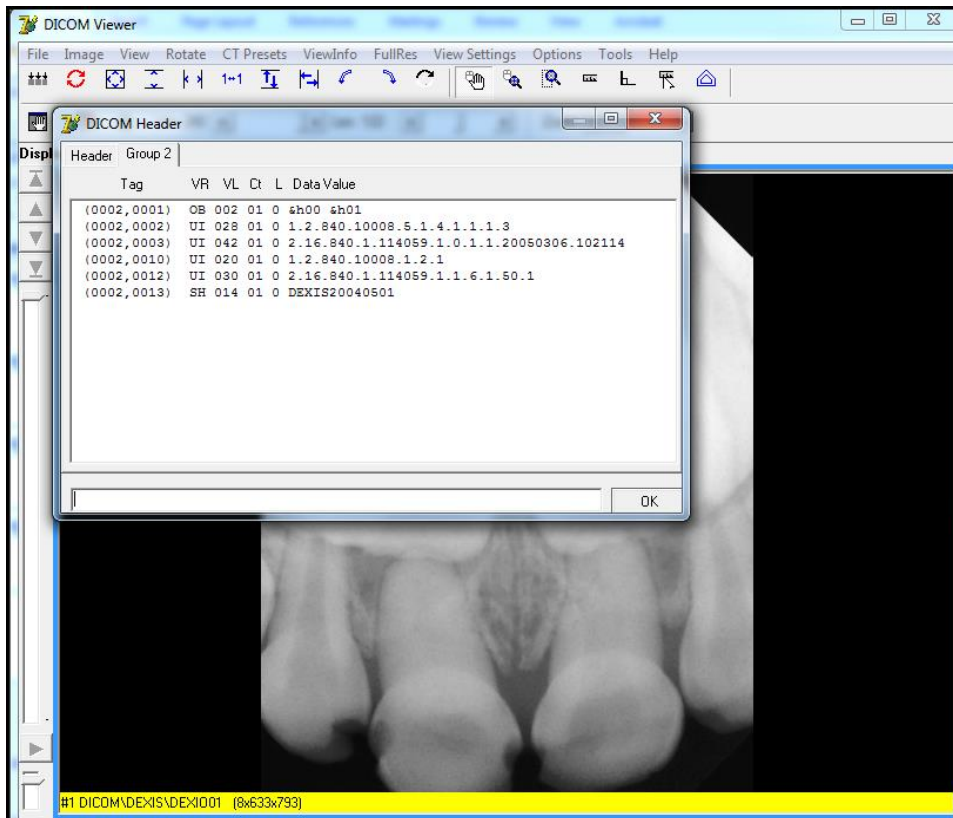 DICOM Viewer
File Image View Rotate CT Presets ViewInfo FullRes View Settings Options Tools Help
1↔1
DICOM Header
Displ
Header Group 2
Tag VR VL Ct L Data Value
(0002,0001) OB 002 01 0 &h00 &h01
(0002,0002) UI 028 01 0 1.2.840.10008.5.1.4.1.1.1.3
(0002,0003) UI 042 01 0 2.16.840.1.114059.1.0.1.1.20050306.102114
(0002,0010) UI 020 01 0 1.2.840.10008.1.2.1
(0002,0012) UI 030 01 0 2.16.840.1.114059.1.1.6.1.50.1
(0002,0013) SH 014 01 0 DEXIS20040501
OK
#1 DICOM\DEXIS\DEXI001 (8x633x793)